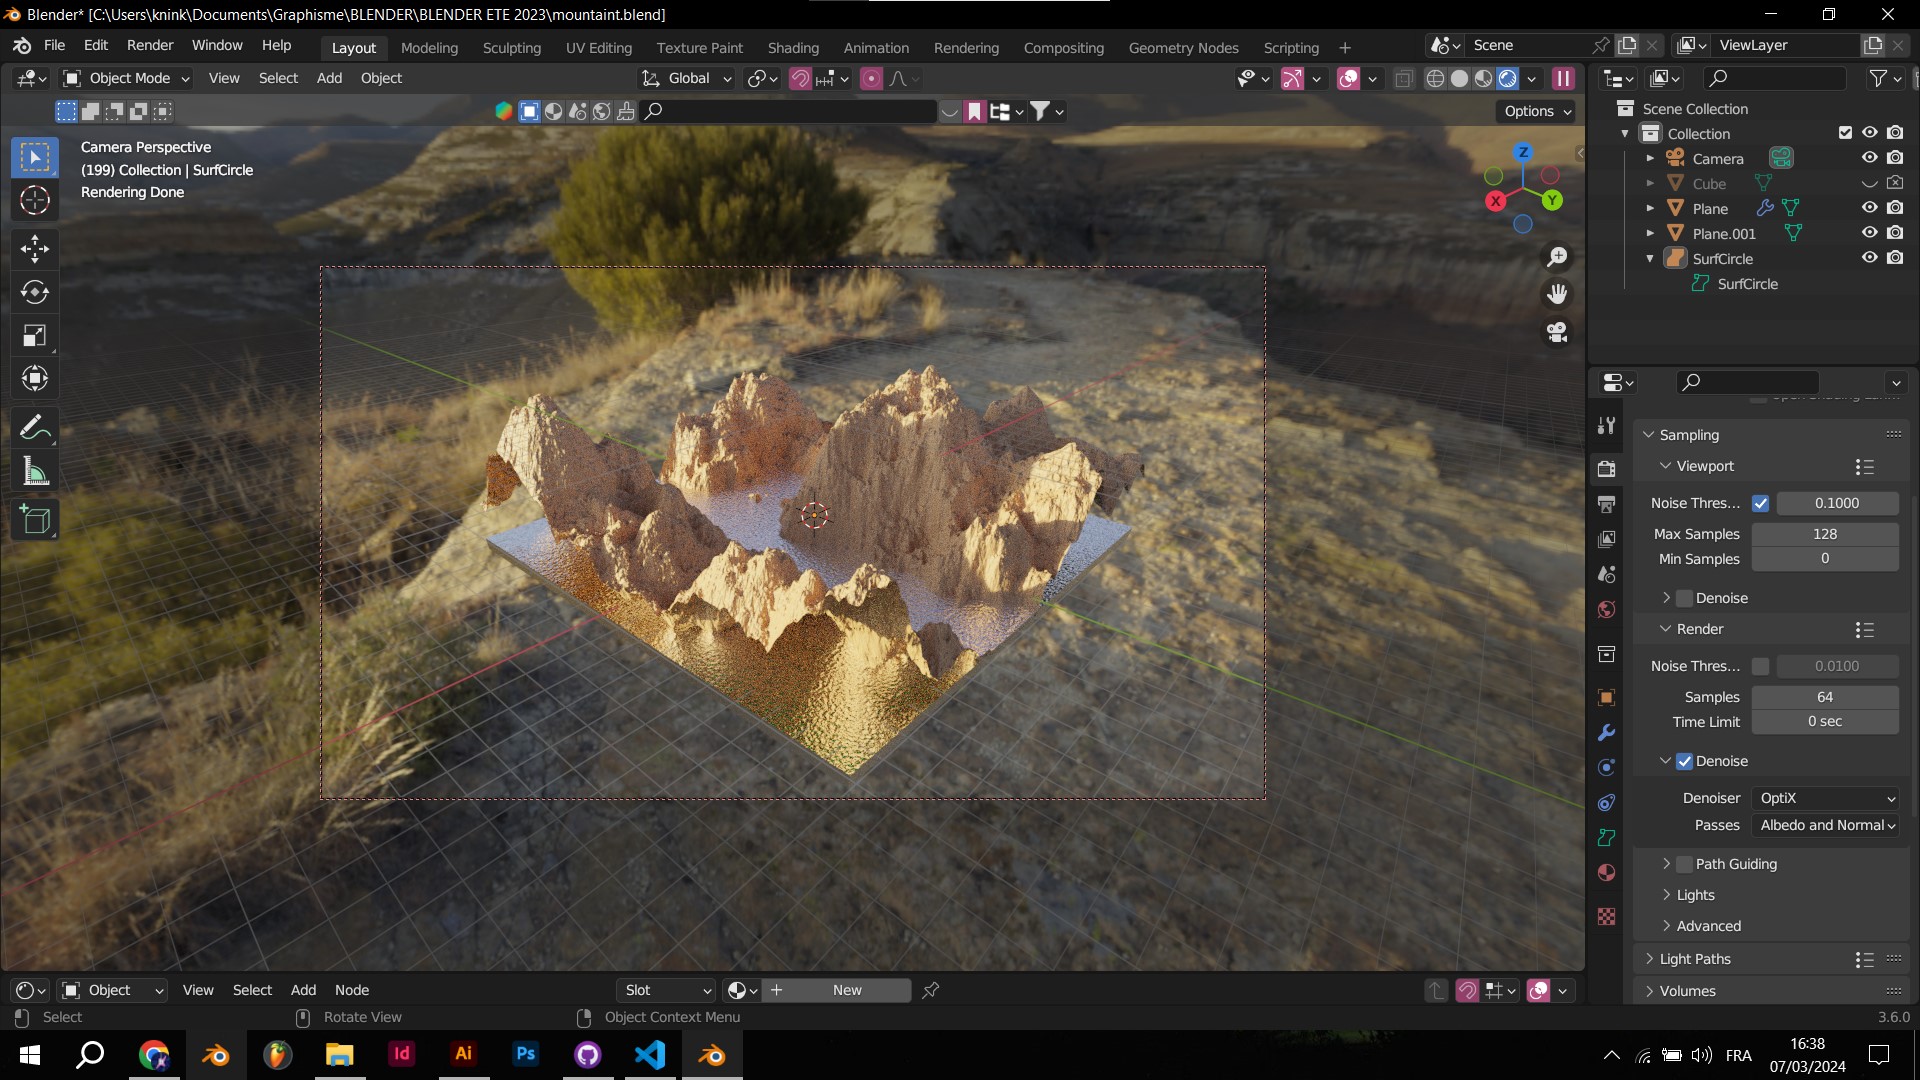 Blender* [C:\Users\knink\Documents\Graphisme\BLENDER\BLENDER ETE 2023\mountaint.blend]
File Edit Render Window Help
Layout Modeling Sculpting UV Editing Texture Paint Shading Animation Rendering Compositing Geometry Nodes Scripting +
Scene
ViewLayer
Object Mode View Select Add Object
Global
Options
Camera Perspective
(199) Collection | SurfCircle
Rendering Done
Z
X
Y
Scene Collection
Collection
Camera
Cube
Plane
Plane.001
SurfCircle
SurfCircle
Sampling
Viewport
Noise Thres... 0.1000
Max Samples 128
Min Samples 0
Denoise
Render
Noise Thres... 0.0100
Samples 64
Time Limit 0 sec
Denoise
Denoiser OptiX
Passes Albedo and Normal
Path Guiding
Lights
Advanced
Light Paths
Volumes
Object View Select Add Node
Slot
New
Select
Rotate View
Object Context Menu
3.6.0
Id
Ai
Ps
FRA
16:38
07/03/2024